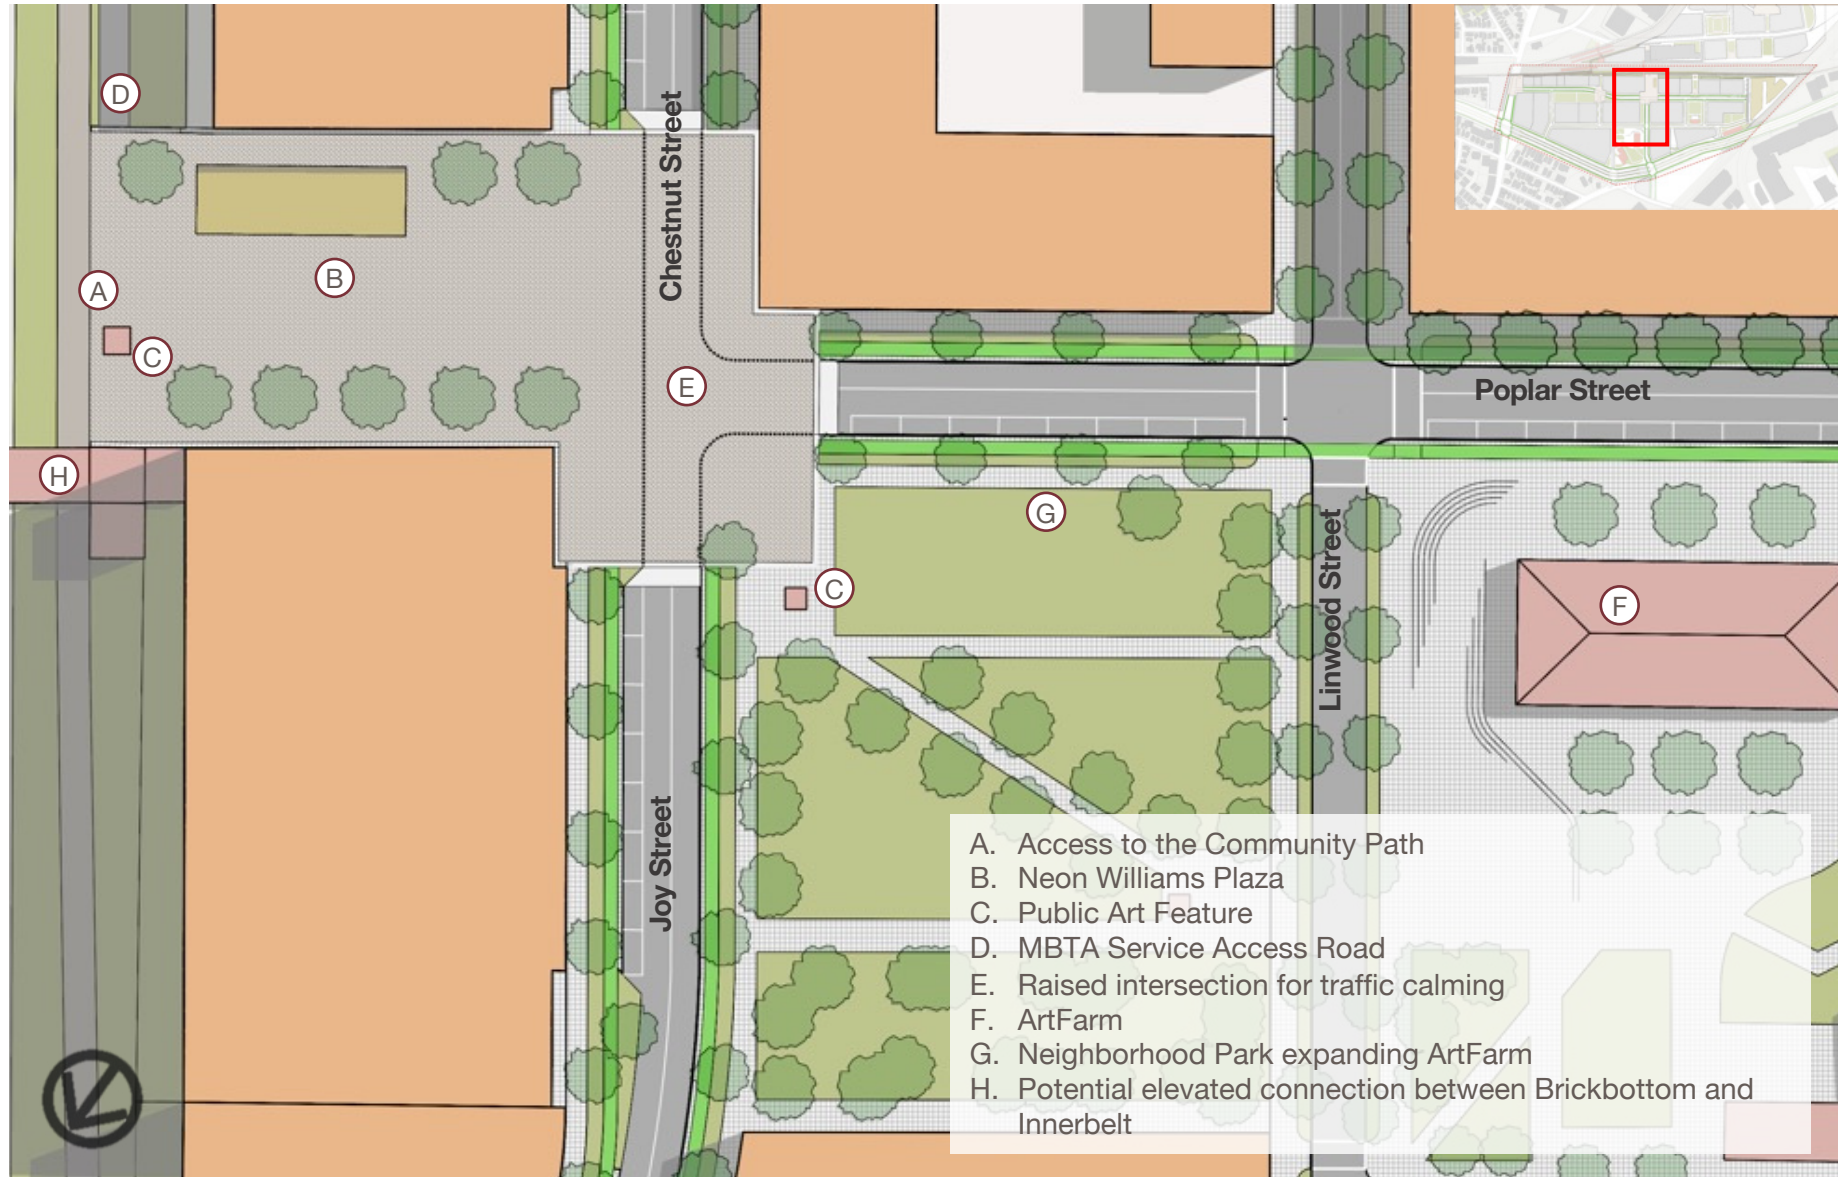 D
Chestnut Street
B
A
C
E
Poplar Street
H
G
Linwood Street
C
F
Joy Street
A. Access to the Community Path
B. Neon Williams Plaza
C. Public Art Feature
D. MBTA Service Access Road
E. Raised intersection for traffic calming
F. ArtFarm
G. Neighborhood Park expanding ArtFarm
H. Potential elevated connection between Brickbottom and
Innerbelt